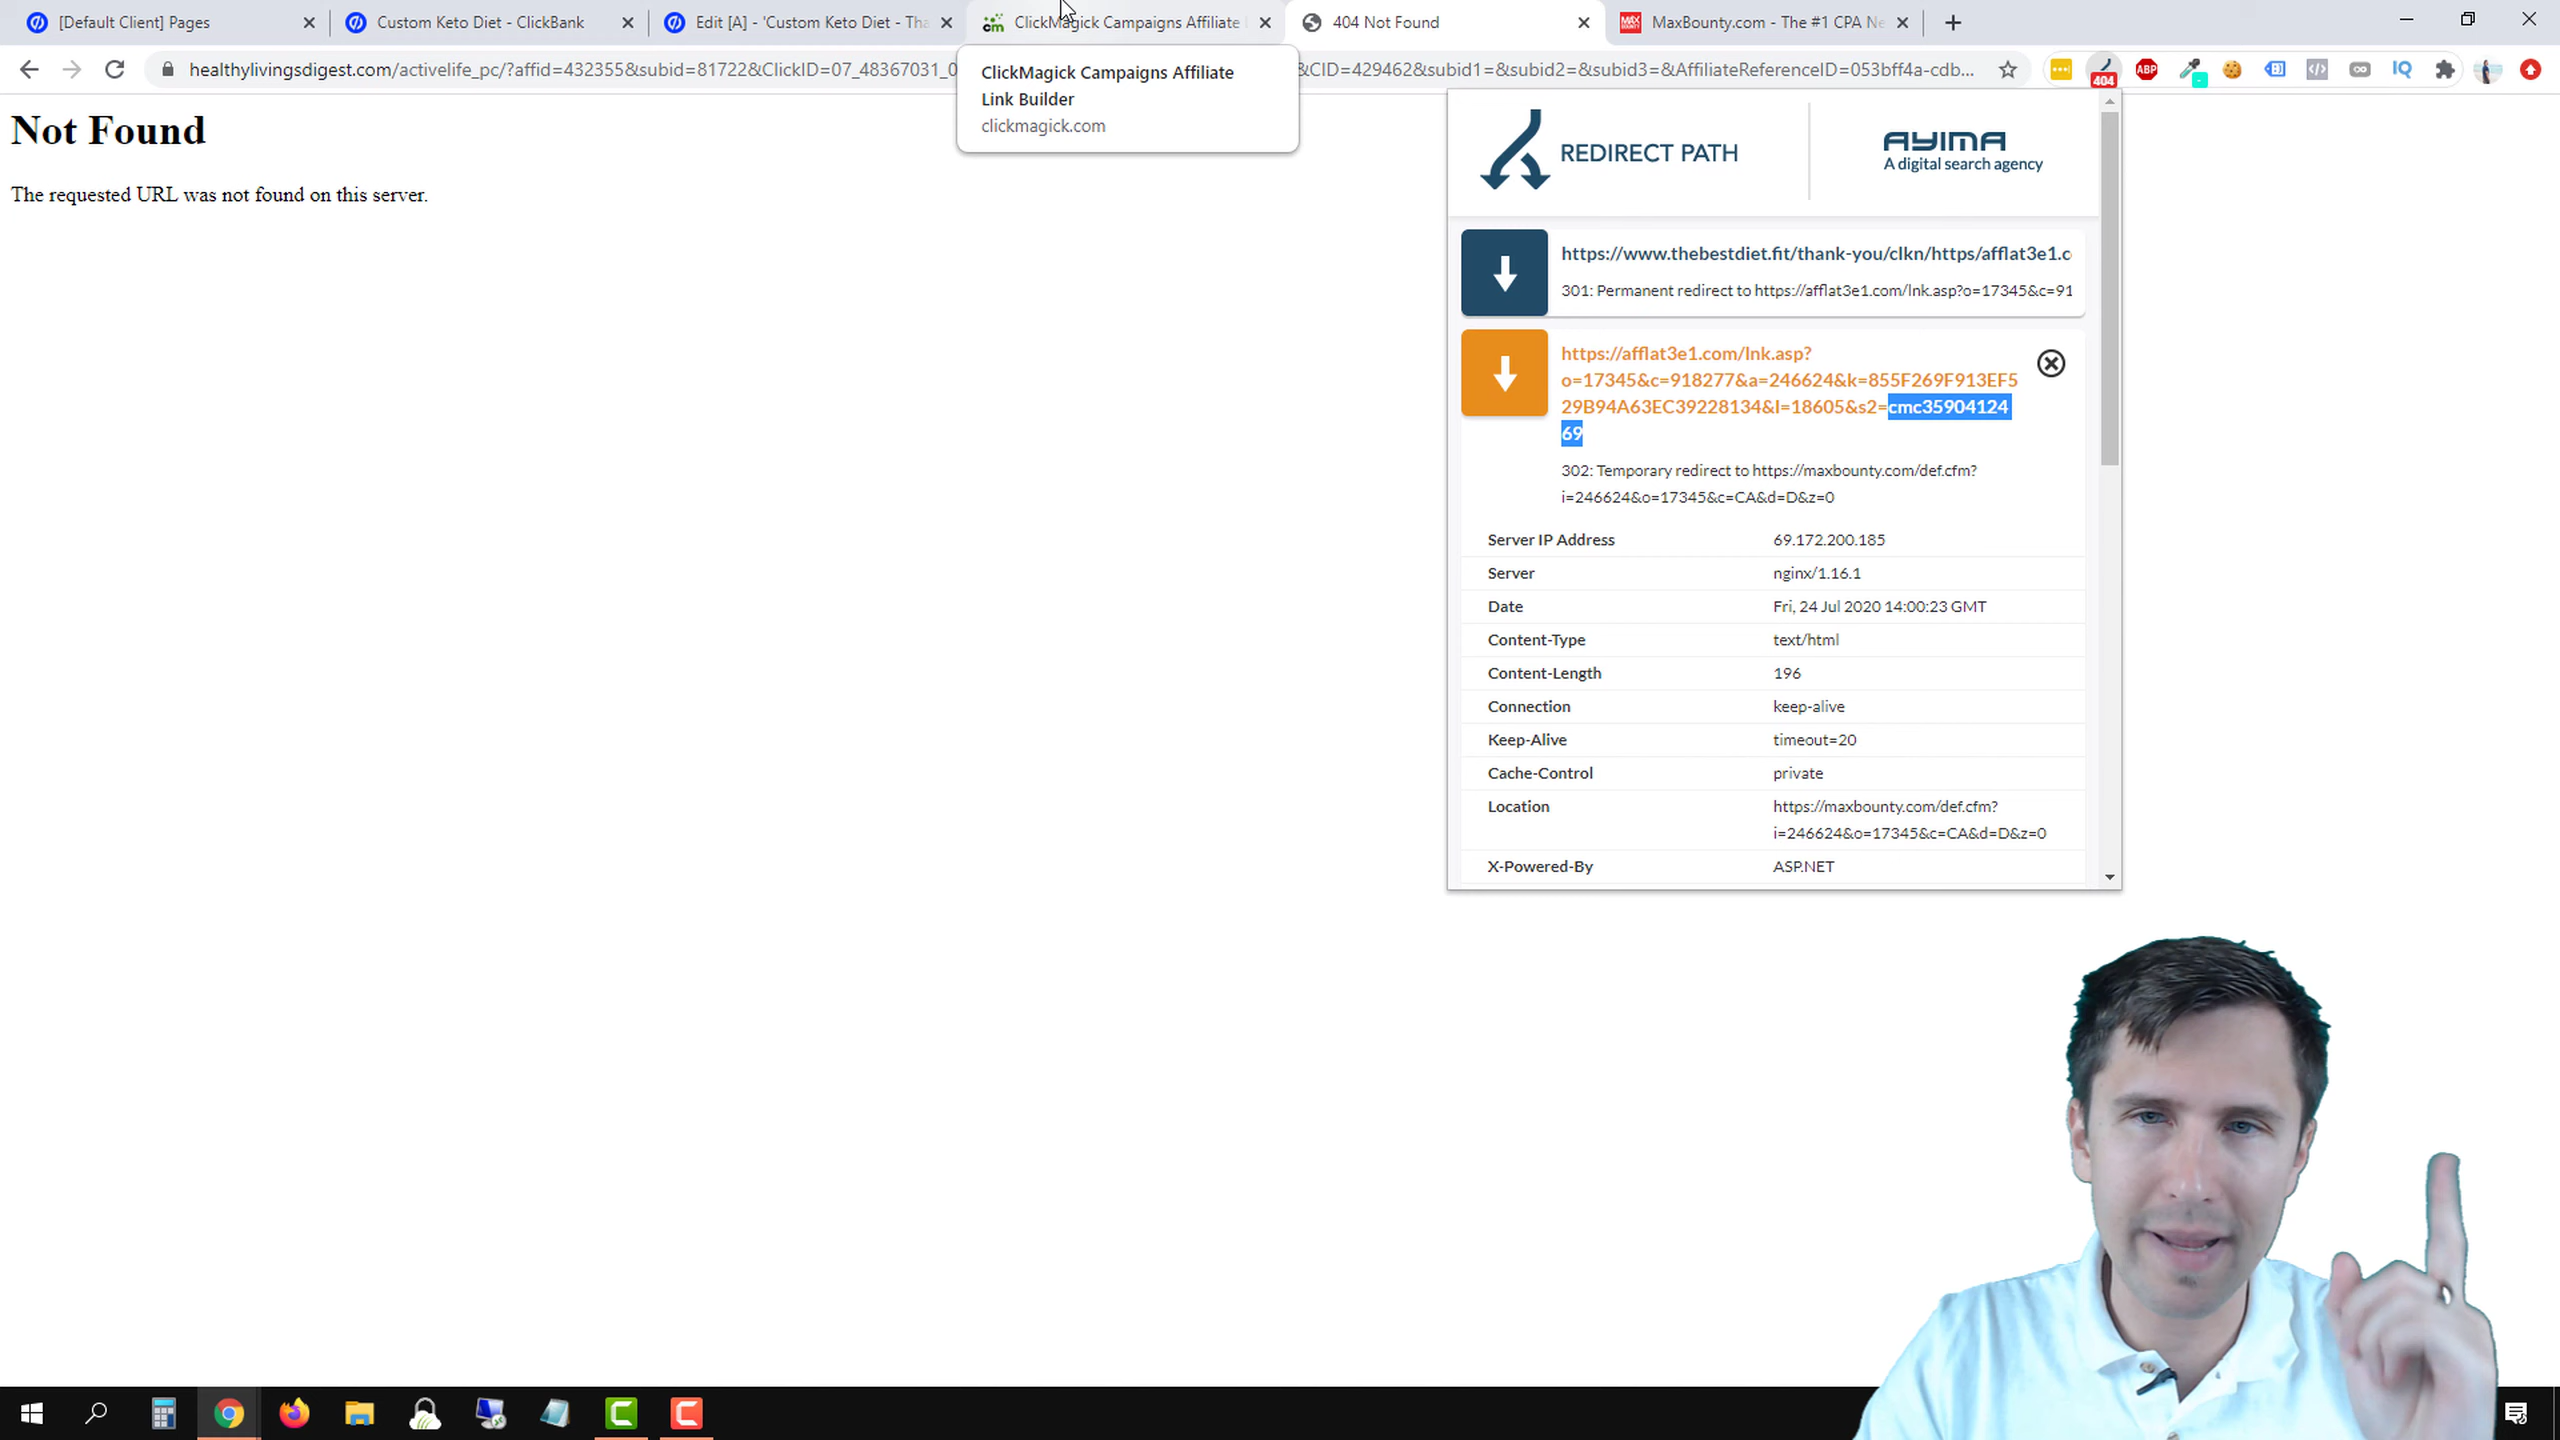 [Default Client] Pages
Custom Keto Diet - ClickBank
Edit [A] - 'Custom Keto Diet - Tha
ClickMagick Campaigns Affiliate
404 Not Found
MaxBounty.com - The #1 CPA Ne
healthylivingsdigest.com/activelife_pc/?affid=432355&subid=81722&ClickID=07_48367031_0
&CID=429462&subid1=&subid2=&subid3=&AffiliateReferenceID=053bff4a-cdb...
404
ABP
IQ
ClickMagick Campaigns Affiliate
Link Builder
clickmagick.com
Not Found
The requested URL was not found on this server.
REDIRECT PATH
AYIMA
A digital search agency
https://www.thebestdiet.fit/thank-you/clkn/https/afflat3e1.c
301: Permanent redirect to https://afflat3e1.com/lnk.asp?o=17345&c=91
https://afflat3e1.com/lnk.asp?
o=17345&c=918277&a=246624&k=855F269F913EF5
29B94A63EC39228134&l=18605&s2=cmc35904124
69
302: Temporary redirect to https://maxbounty.com/def.cfm?
i=246624&o=17345&c=CA&d=D&z=0
Server IP Address 69.172.200.185
Server nginx/1.16.1
Date Fri, 24 Jul 2020 14:00:23 GMT
Content-Type text/html
Content-Length 196
Connection keep-alive
Keep-Alive timeout=20
Cache-Control private
Location https://maxbounty.com/def.cfm?
i=246624&o=17345&c=CA&d=D&z=0
X-Powered-By ASP.NET